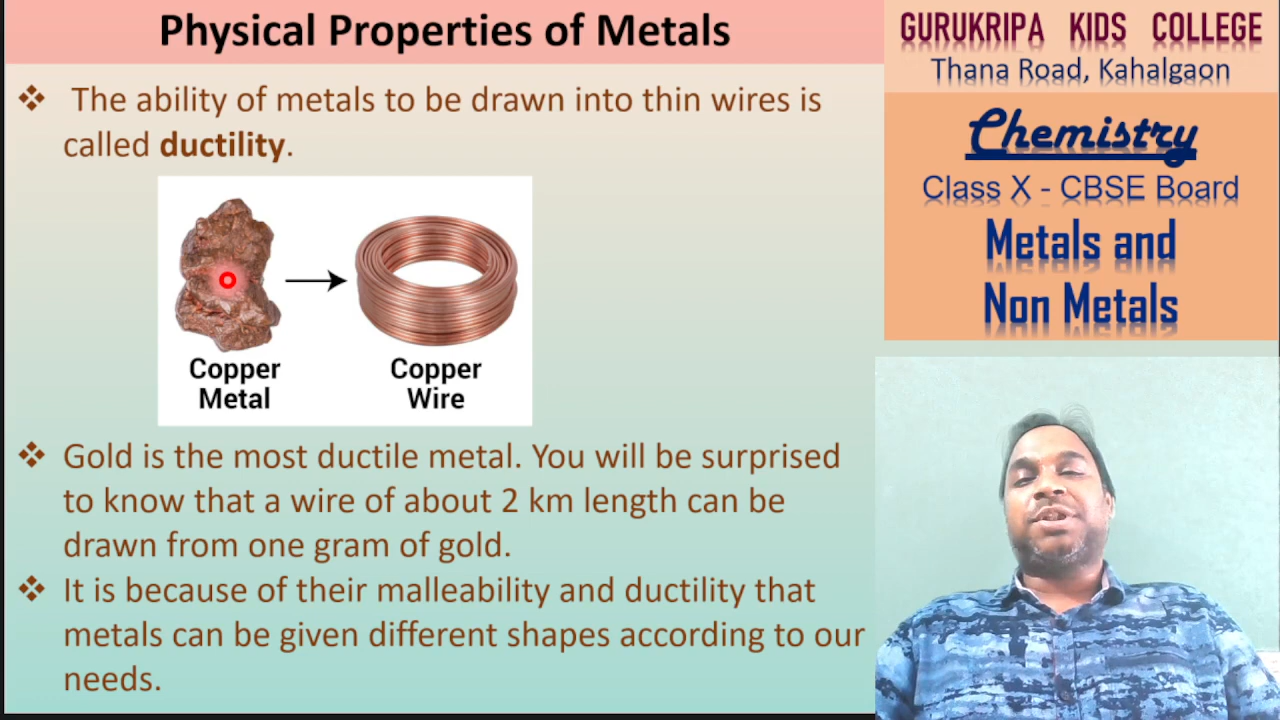 Physical Properties of Metals
❖ The ability of metals to be drawn into thin wires is
called ductility.
Copper
Metal
Copper
Wire
❖ Gold is the most ductile metal. You will be surprised
to know that a wire of about 2 km length can be
drawn from one gram of gold.
❖ It is because of their malleability and ductility that
metals can be given different shapes according to our
needs.
GURUKRIPA KIDS COLLEGE
Thana Road, Kahalgaon
Chemistry
Class X - CBSE Board
Metals and
Non Metals